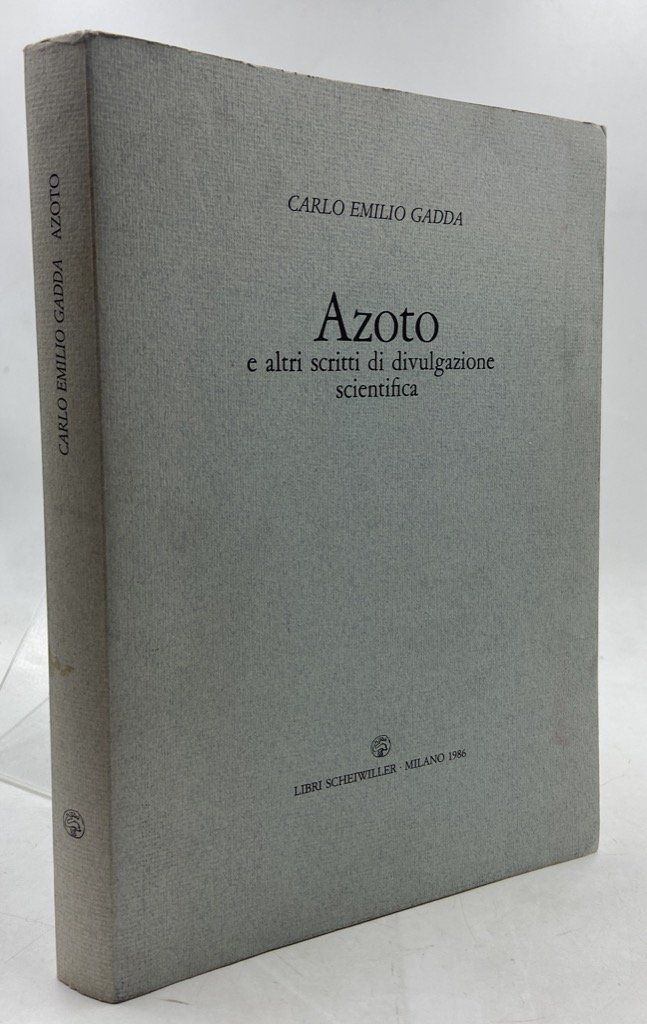 CARLO EMILIO GADDA AZOTO
CARLO EMILIO GADDA
Azoto
e altri scritti di divulgazione
scientifica
LIBRI SCHEIWILLER · MILANO 1986